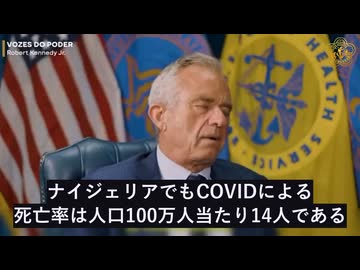 VOZES DO PODER
Robert Kennedy Jr.
HEALTH
SERVICE
ナイジェリアでもCOVIDによる
死亡率は人口100万人当たり14人である